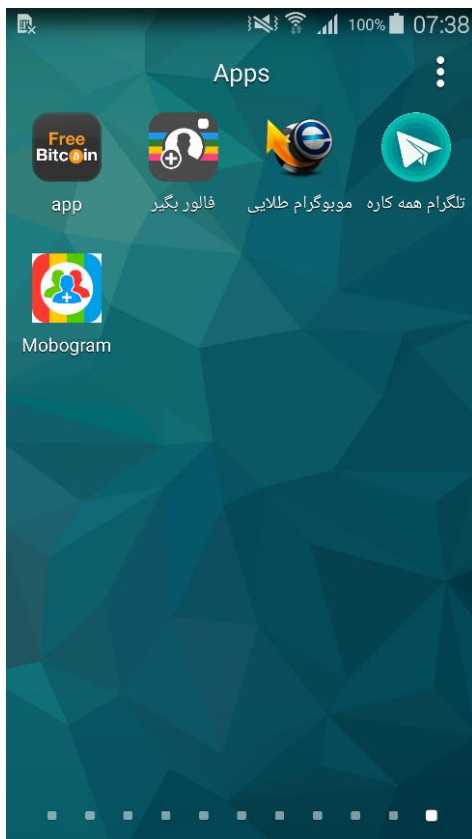 100% 07:38
Apps
Free
Bitcoin
app
فالور بگیر
موبوگرام طلایی
تلگرام همه کاره
Mobogram